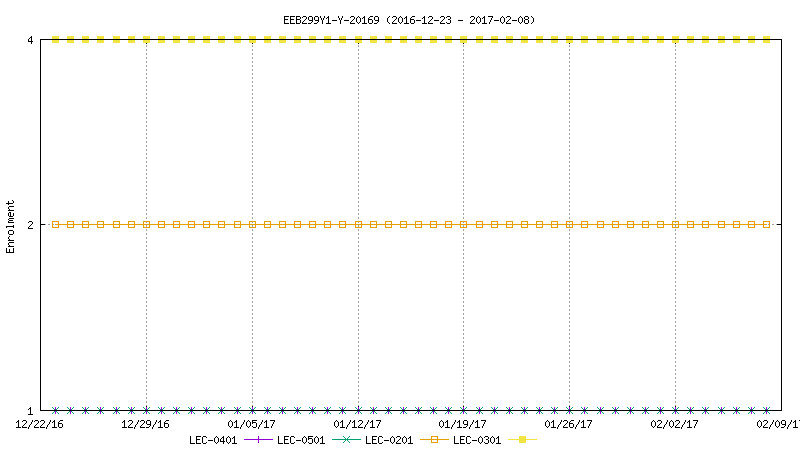 EEB299Y1-Y-20169 (2016-12-23 - 2017-02-08)
4
Enrolment
2
1
12/22/16 12/29/16 01/05/17 01/12/17 01/19/17 01/26/17 02/02/17 02/09/1
LEC-0401 LEC-0501 LEC-0201 LEC-0301